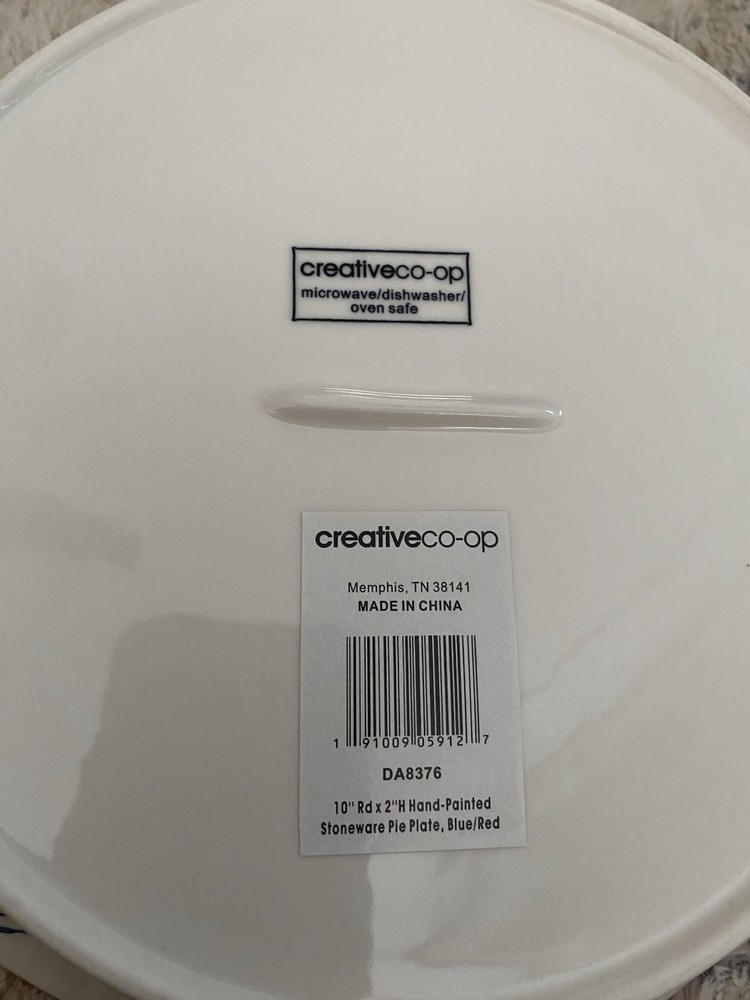 creativeco-op
microwave/dishwasher/
oven safe
creativeco-op
Memphis, TN 38141
MADE IN CHINA
1 91009 05912 7
DA8376
10" Rd x 2"H Hand-Painted
Stoneware Pie Plate, Blue/Red